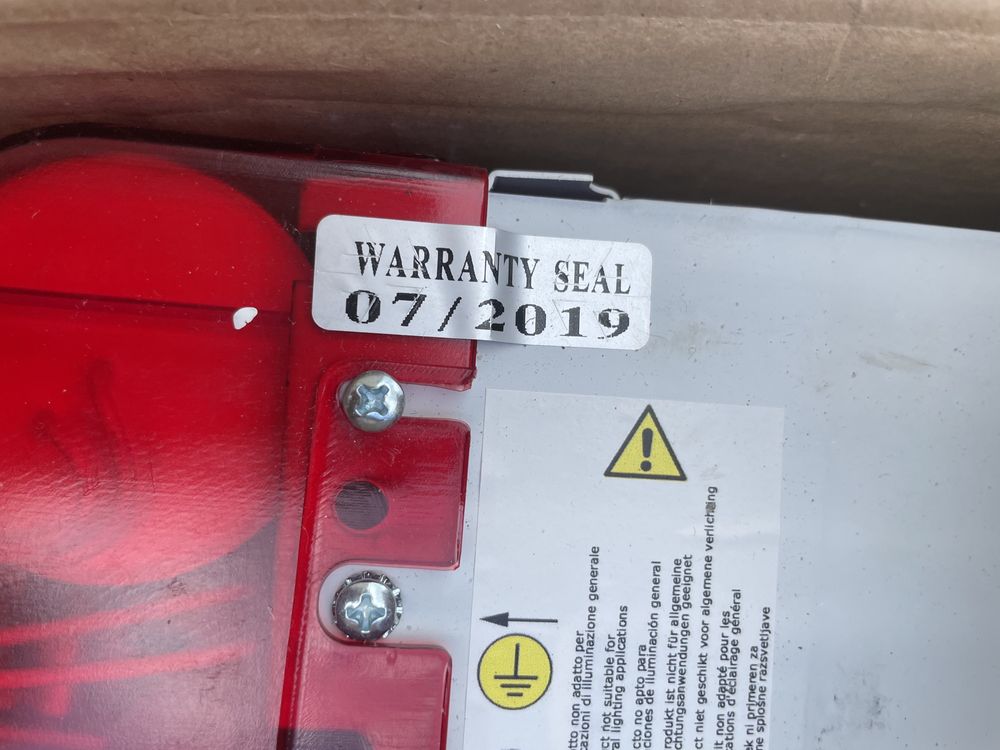 WARRANTY SEAL
07/2019
tto non adatto per
azioni di illuminazione generale
ct not suitable for
al lighting applications
cto no apto para
ciones de iluminación general
rodukt ist nicht für allgemeine
chtungsanwendungen geeignet
ct niet geschikt voor algemene verlichting
it non adapté pour les
ations d'éclairage général
ek ni primeren za
ne splošne razsvetljave